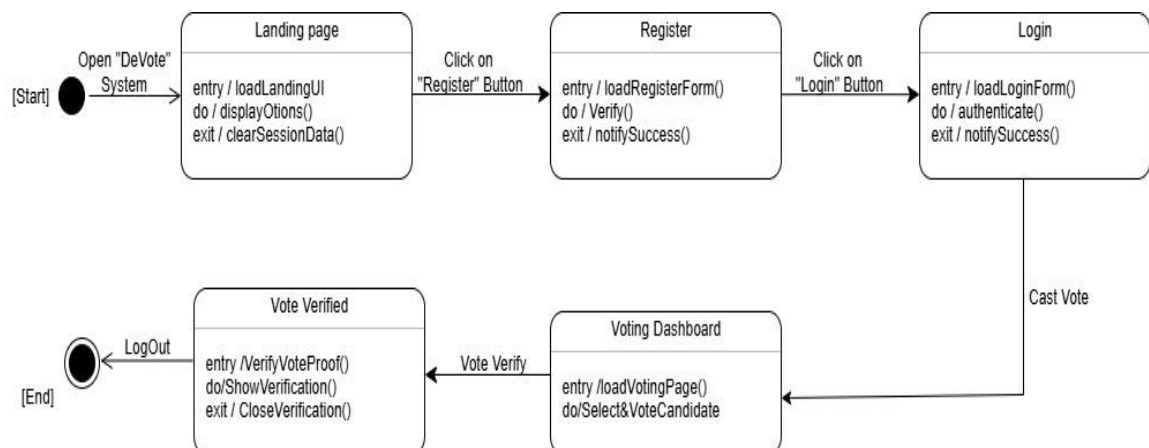 [Start]
Open "DeVote"
System
Landing page
entry / loadLandingUI
do / displayOtions()
exit / clearSessionData()
Click on
"Register" Button
Register
entry / loadRegisterForm()
do / Verify()
exit / notifySuccess()
Click on
"Login" Button
Login
entry / loadLoginForm()
do / authenticate()
exit / notifySuccess()
Cast Vote
Voting Dashboard
entry /loadVotingPage()
do/Select&VoteCandidate
Vote Verify
Vote Verified
entry /VerifyVoteProof()
do/ShowVerification()
exit / CloseVerification()
LogOut
[End]